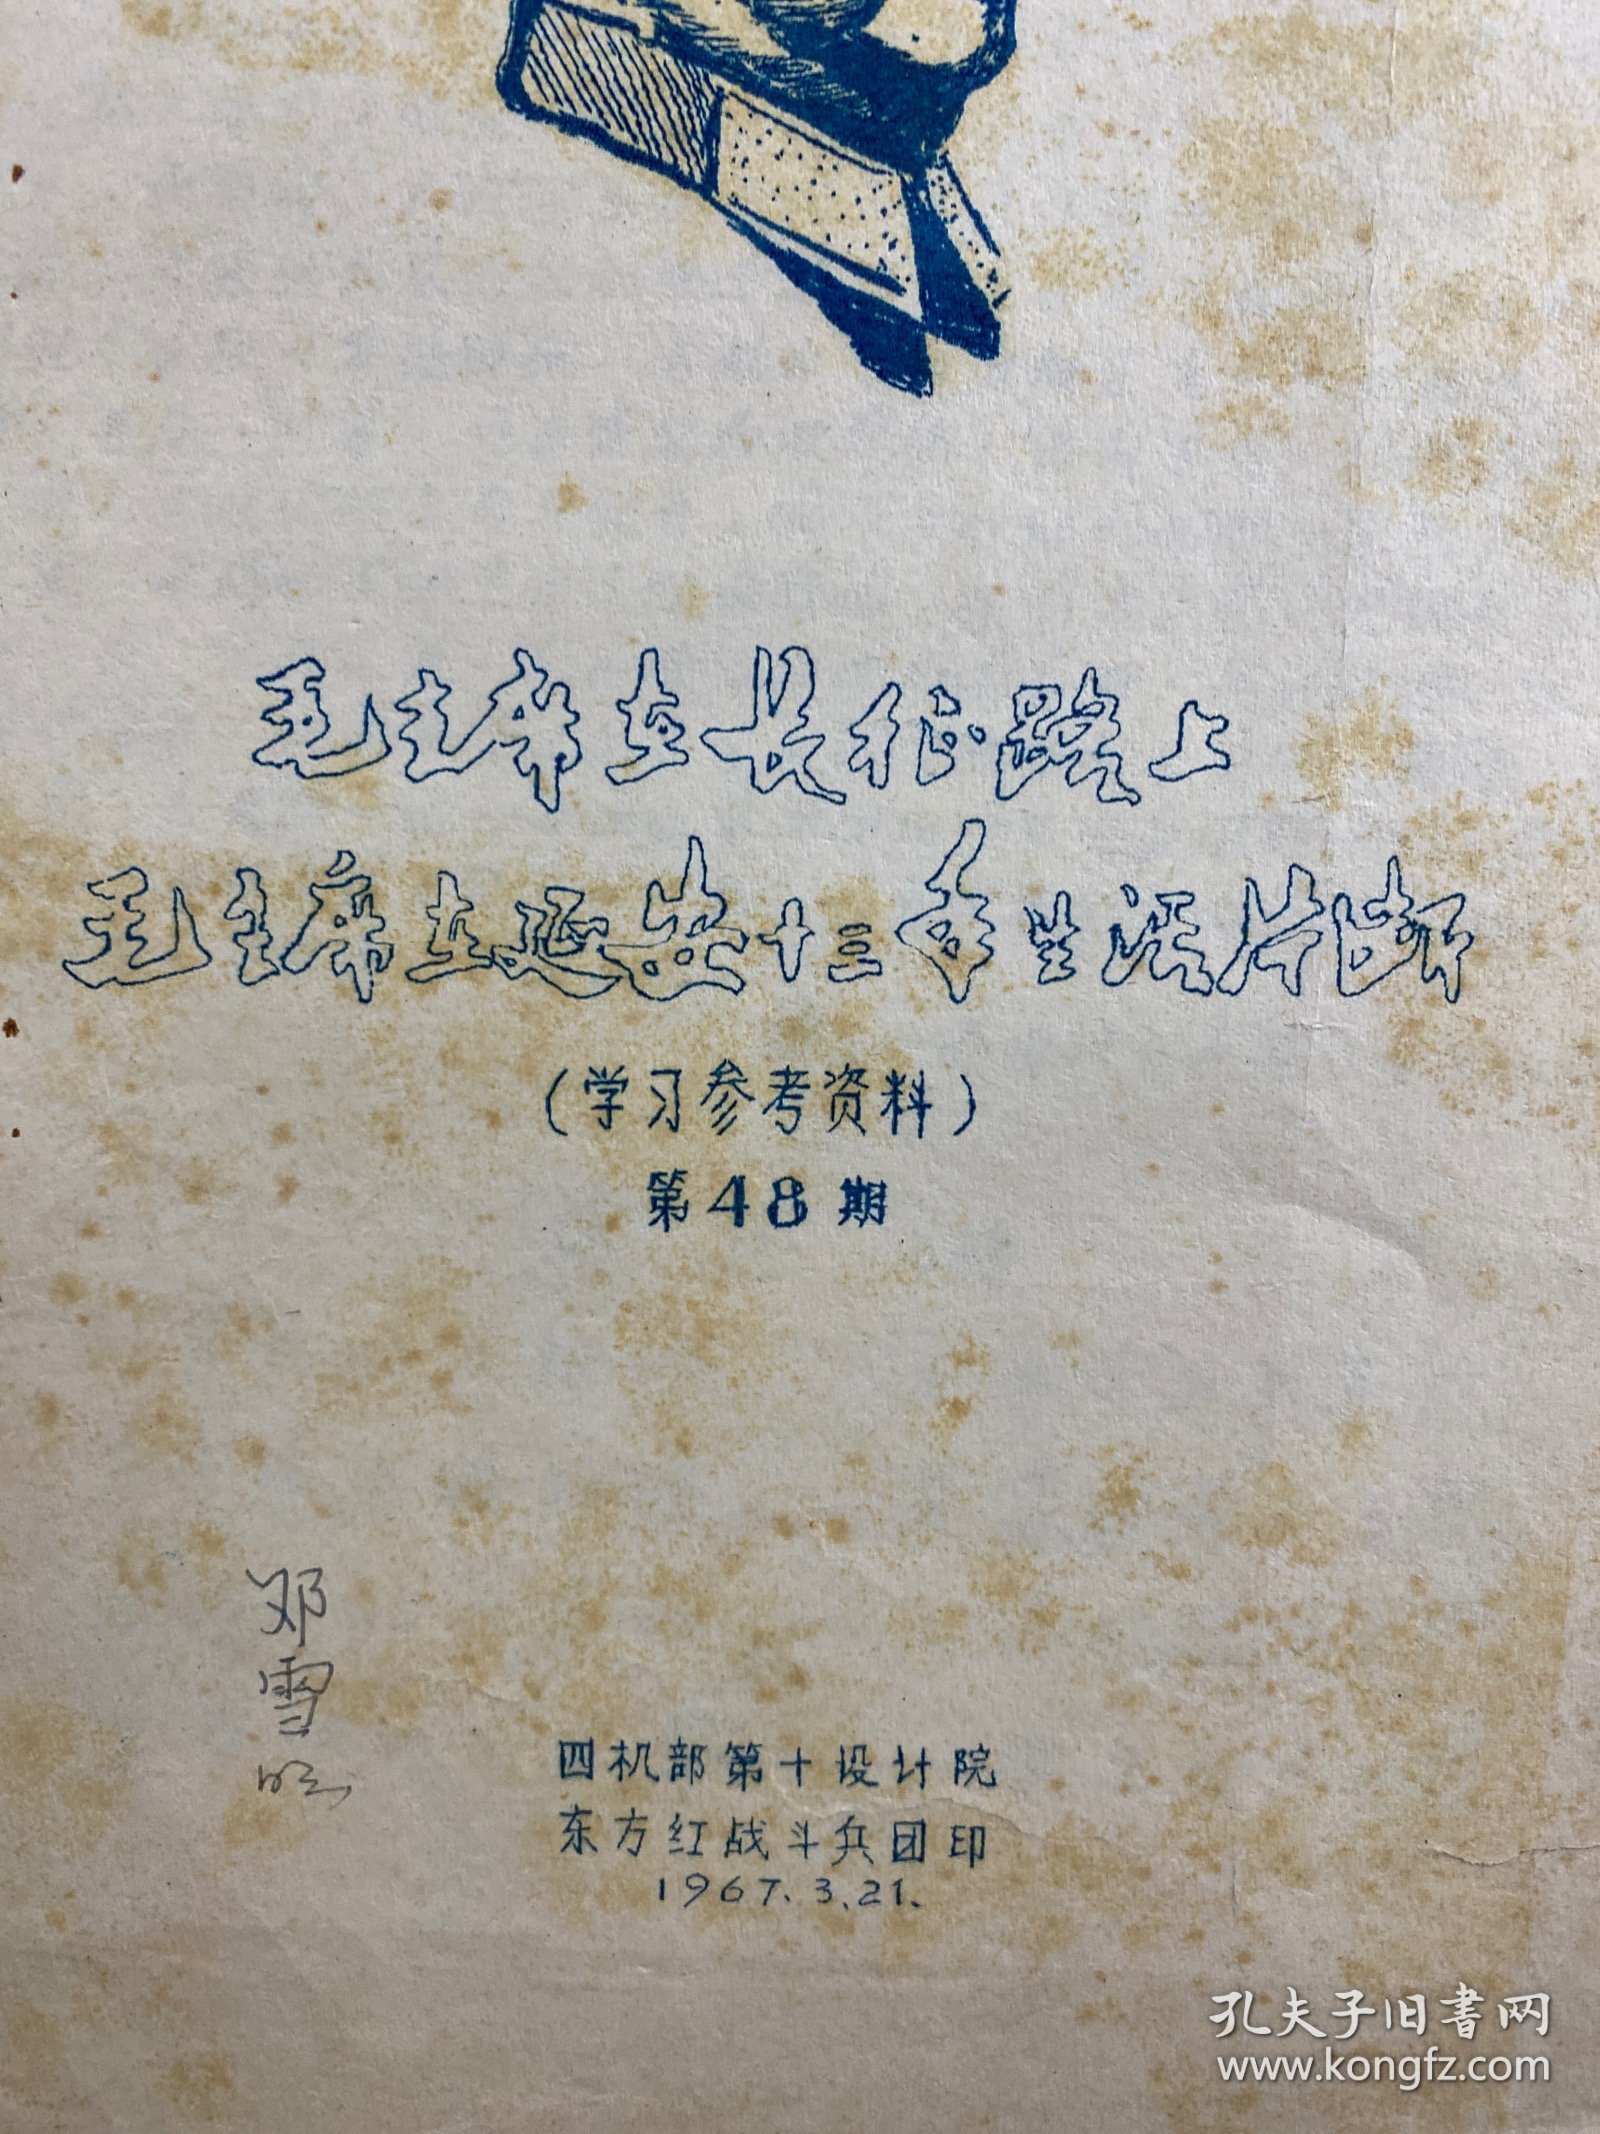 毛主席在长征路上
毛主席在延安十三年生活片断
(学习参考资料)
第48期
邓
雪
四机部第十设计院
东方红战斗兵团印
1967.3.21.
孔夫子旧书网
www.kongfz.com